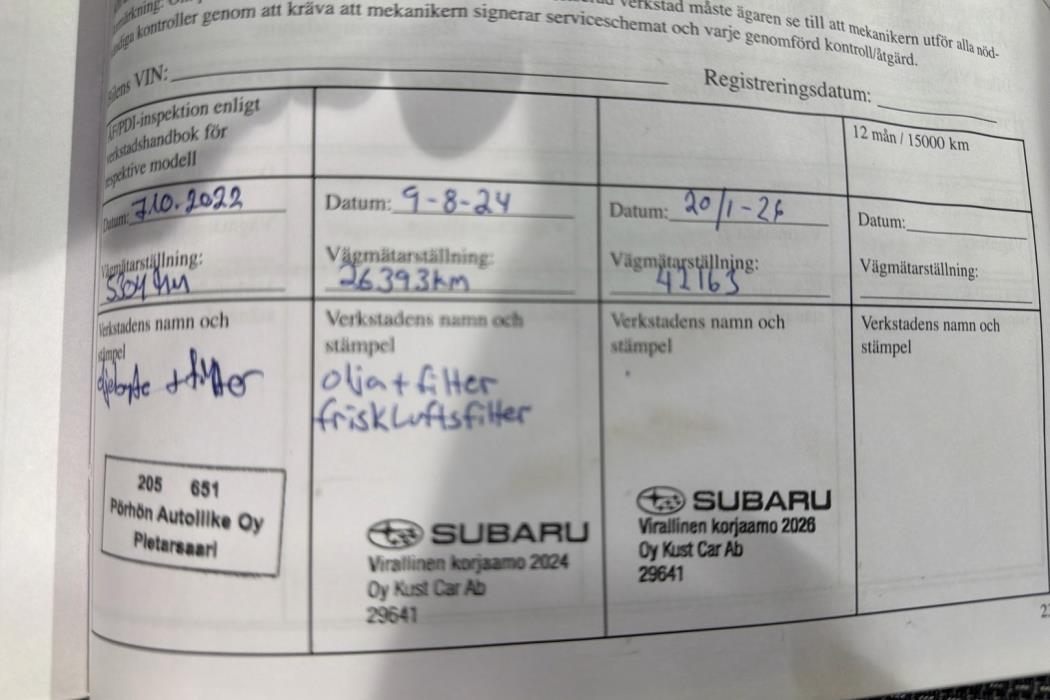 verkstad måste ägaren se till att mekanikern utför alla nöd-
kontroller genom att kräva att mekanikern signerar serviceschemat och varje genomförd kontroll/åtgärd.
VIN:
Registreringsdatum:
PDI-inspektion enligt
verkstadshandbok för
respektive modell
12 mån / 15000 km
Datum: 7.10.2022
Datum: 9-8-24
Datum: 20/1-26
Datum:
Vägmätarställning:
Vägmätarställning:
26393km
Vägmätarställning:
42163
Vägmätarställning:
Verkstadens namn och
stämpel
filter
Verkstadens namn och
stämpel
olja + filter
friskluftsfilter
Verkstadens namn och
stämpel
Verkstadens namn och
stämpel
205 651
Pörhön Autoliike Oy
Pietarsaari
SUBARU
Virallinen korjaamo 2024
Oy Kust Car Ab
29641
SUBARU
Virallinen korjaamo 2026
Oy Kust Car Ab
29641